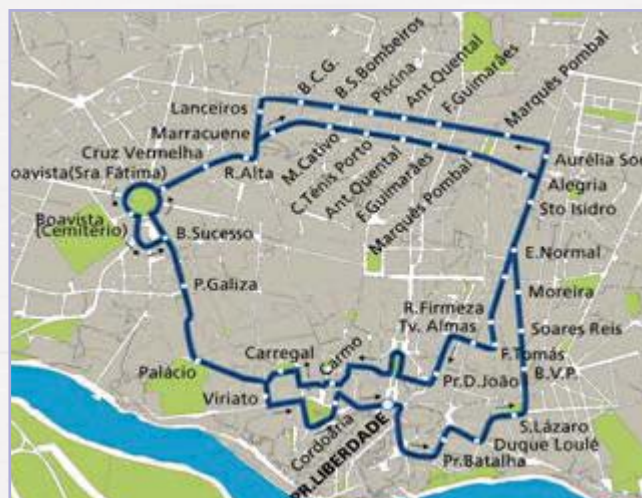 B.C.G.
B.S.Bombeiros
Piscina
Ant.Quental
F.Guimarães
Marquês Pombal
Lanceiros
Marracuene
Cruz Vermelha
oavista(Sra. Fátima)
R.Alta
M.Cativo
C.Ténis Porto
Ant.Quental
F.Guimarães
Marquês Pombal
Aurélia Sou
Alegria
Sto Isidro
Boavista
(Cemitério)
B.Sucesso
E.Normal
P.Galiza
Moreira
R.Firmeza
Tv. Almas
Soares Reis
F.Tomás
Carregal
Carmo
Palácio
Pr.D.João I
B.V.P.
Viriato
Cordoaria
PR.LIBERDADE
S.Lázaro
Duque Loulé
Pr.Batalha